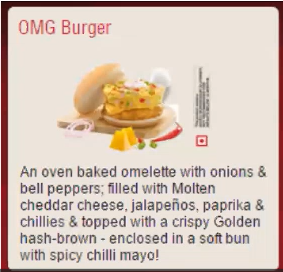 OMG Burger
An oven baked omelette with onions &
bell peppers; filled with Molten
cheddar cheese, jalapeños, paprika &
chillies & topped with a crispy Golden
hash-brown - enclosed in a soft bun
with spicy chilli mayo!